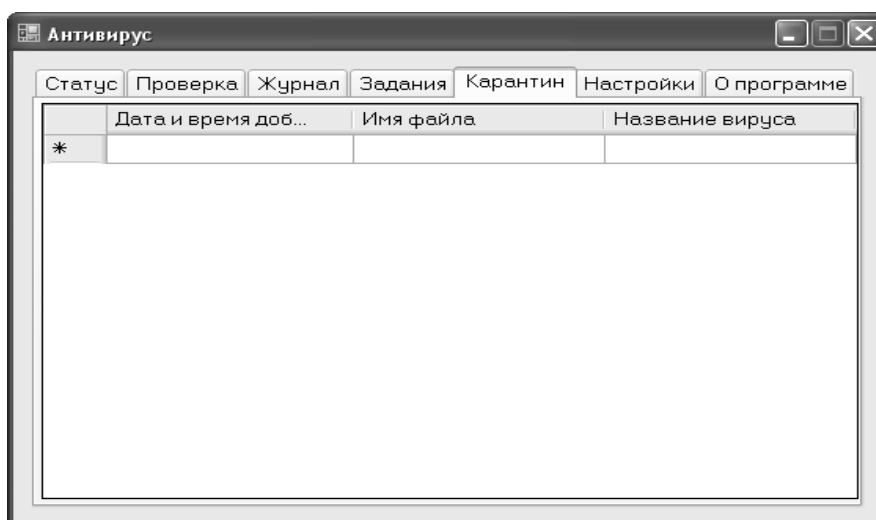 Антивирус
Статус Проверка Журнал Задания Карантин Настройки О программе
Дата и время доб... Имя файла Название вируса
*